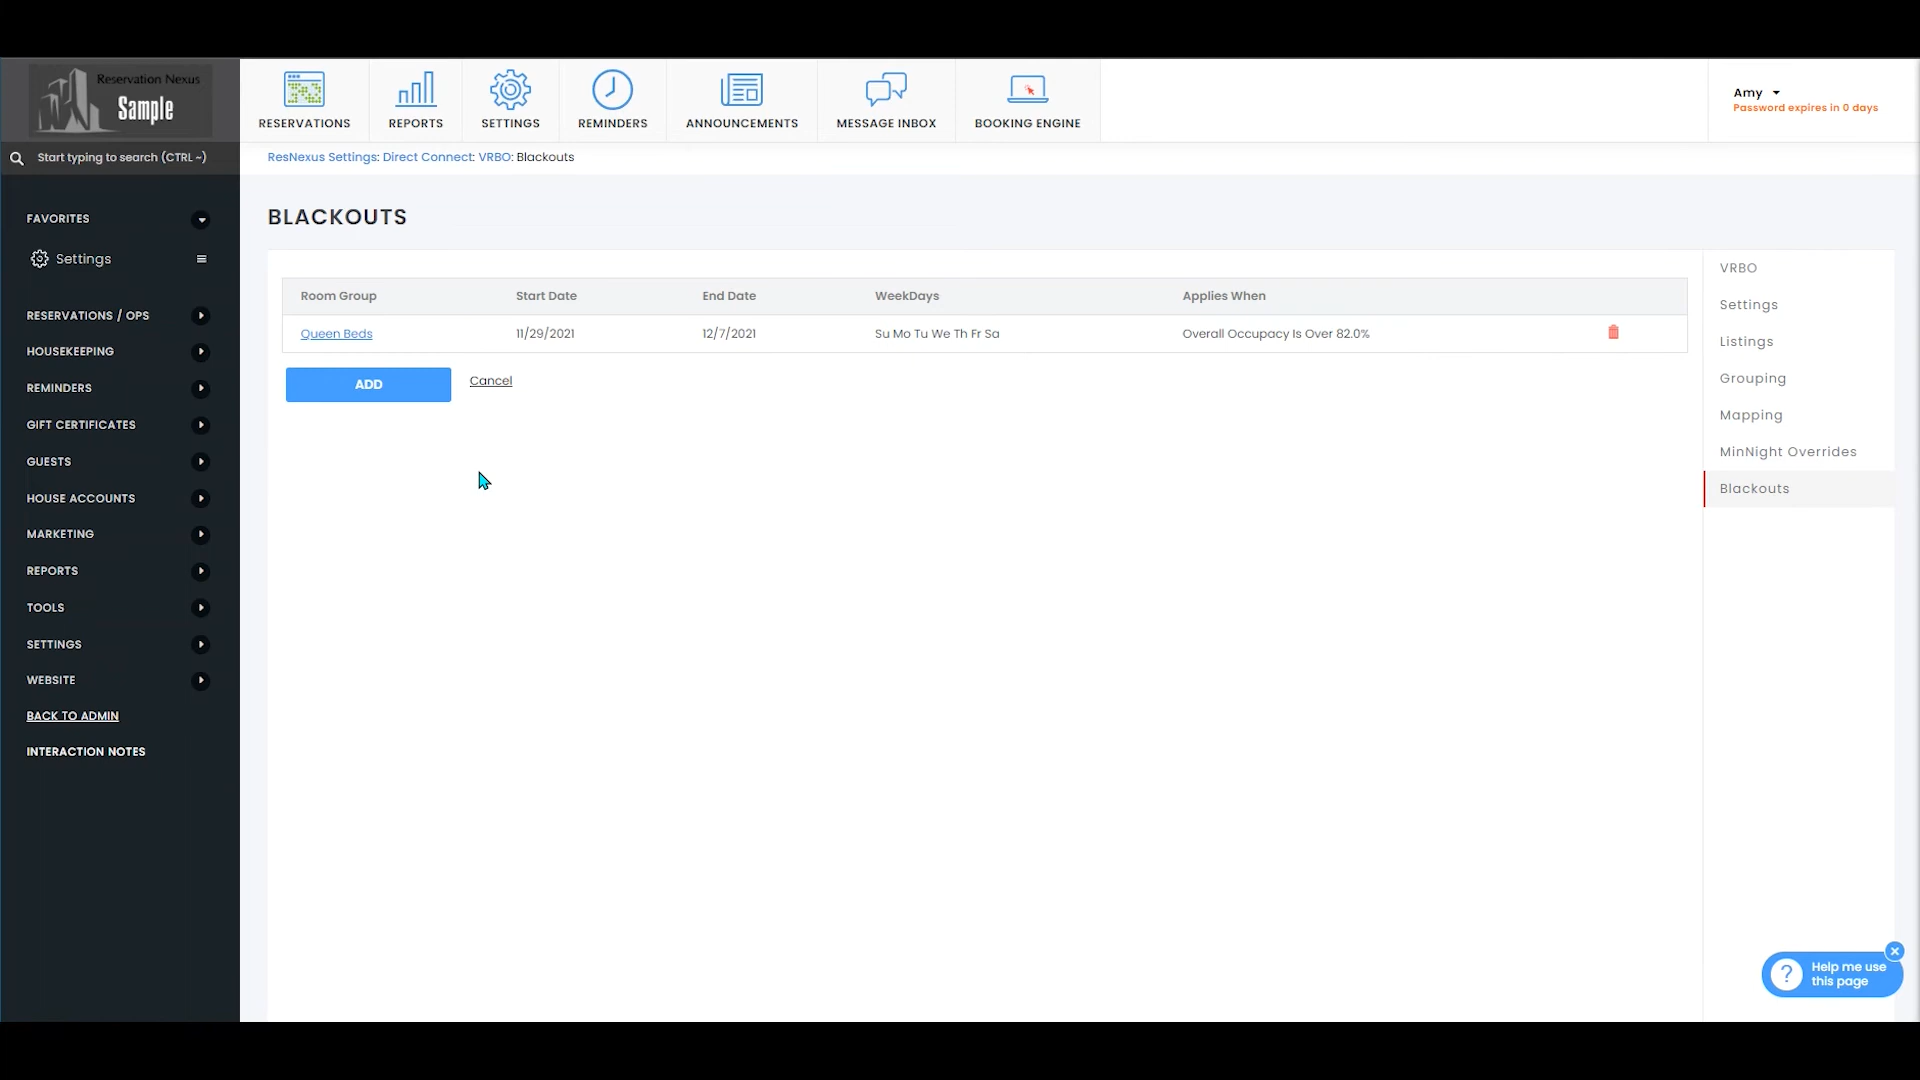 Reservation Nexus
Sample
Start typing to search (CTRL ~)
FAVORITES
Settings
RESERVATIONS / OPS
HOUSEKEEPING
REMINDERS
GIFT CERTIFICATES
GUESTS
HOUSE ACCOUNTS
MARKETING
REPORTS
TOOLS
SETTINGS
WEBSITE
BACK TO ADMIN
INTERACTION NOTES
RESERVATIONS REPORTS SETTINGS REMINDERS ANNOUNCEMENTS MESSAGE INBOX BOOKING ENGINE
Amy
Password expires in 0 days
ResNexus Settings: Direct Connect: VRBO: Blackouts
BLACKOUTS
Room Group Start Date End Date WeekDays Applies When
Queen Beds 11/29/2021 12/7/2021 Su Mo Tu We Th Fr Sa Overall Occupacy Is Over 82.0%
ADD Cancel
VRBO
Settings
Listings
Grouping
Mapping
MinNight Overrides
Blackouts
? Help me use
this page